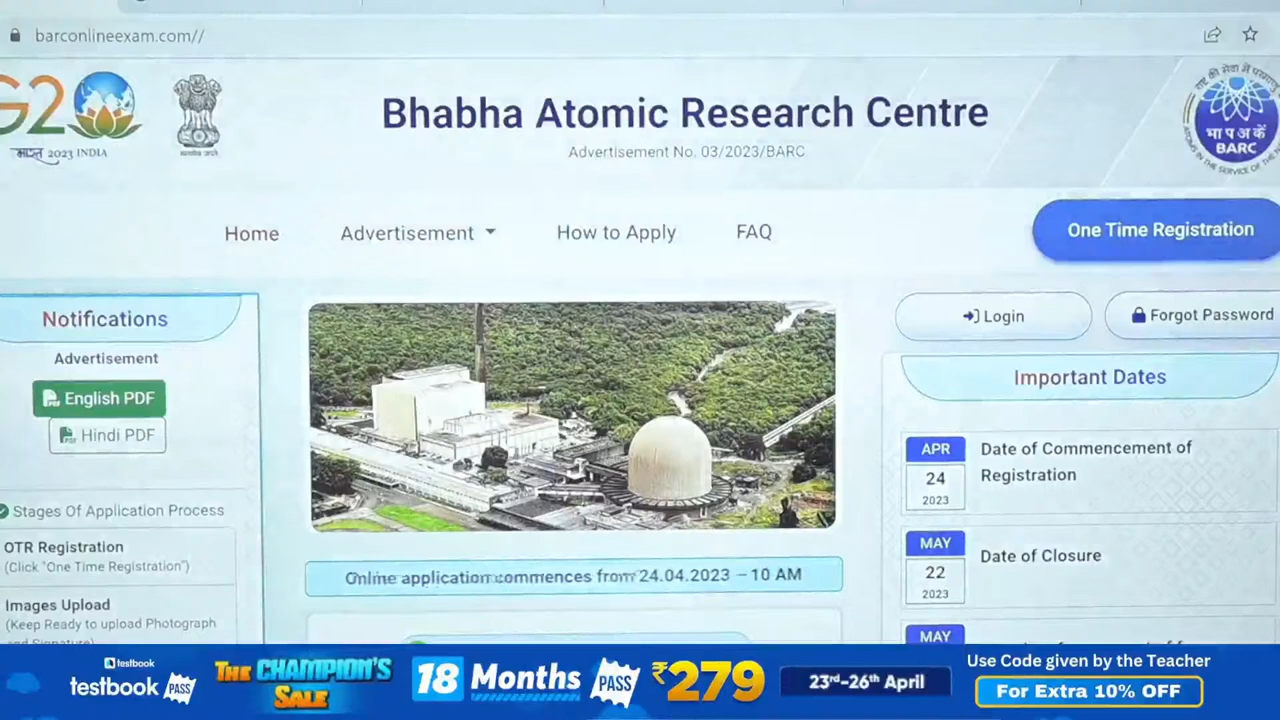 barconlineexam.com//
G20
भारत 2023 INDIA
Bhabha Atomic Research Centre
Advertisement No. 03/2023/BARC
भा प अ कें
BARC
Home
Advertisement
How to Apply
FAQ
One Time Registration
Notifications
Advertisement
English PDF
Hindi PDF
Stages Of Application Process
OTR Registration
(Click "One Time Registration")
Images Upload
(Keep Ready to upload Photograph
and Signature)
Online application commences from 24.04.2023 – 10 AM
Login
Forgot Password
Important Dates
APR
24
2023
Date of Commencement of
Registration
MAY
22
2023
Date of Closure
MAY
testbook
testbook PASS
THE CHAMPION'S
SALE
18 Months PASS ₹279
23rd-26th April
Use Code given by the Teacher
For Extra 10% OFF